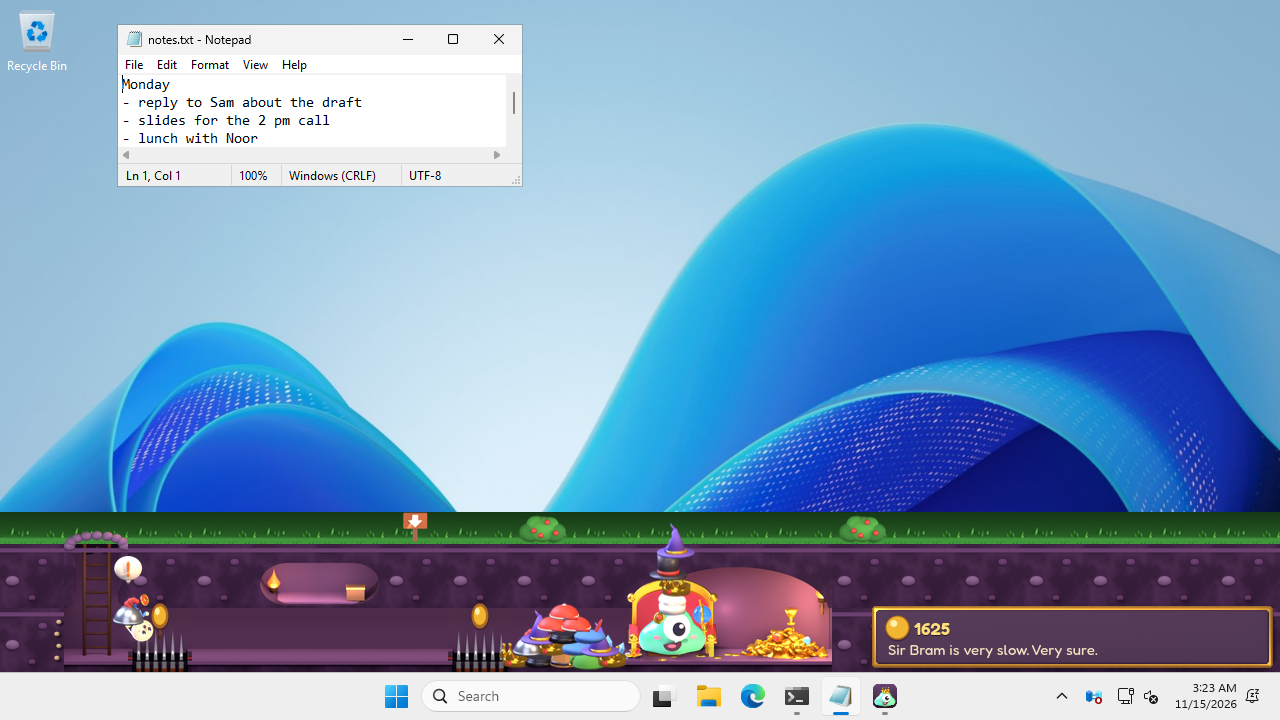 Recycle Bin
notes.txt - Notepad
File Edit Format View Help
Monday
- reply to Sam about the draft
- slides for the 2 pm call
- lunch with Noor
Ln 1, Col 1 100% Windows (CRLF) UTF-8
1625
Sir Bram is very slow. Very sure.
Search
3:23 AM
11/15/2026